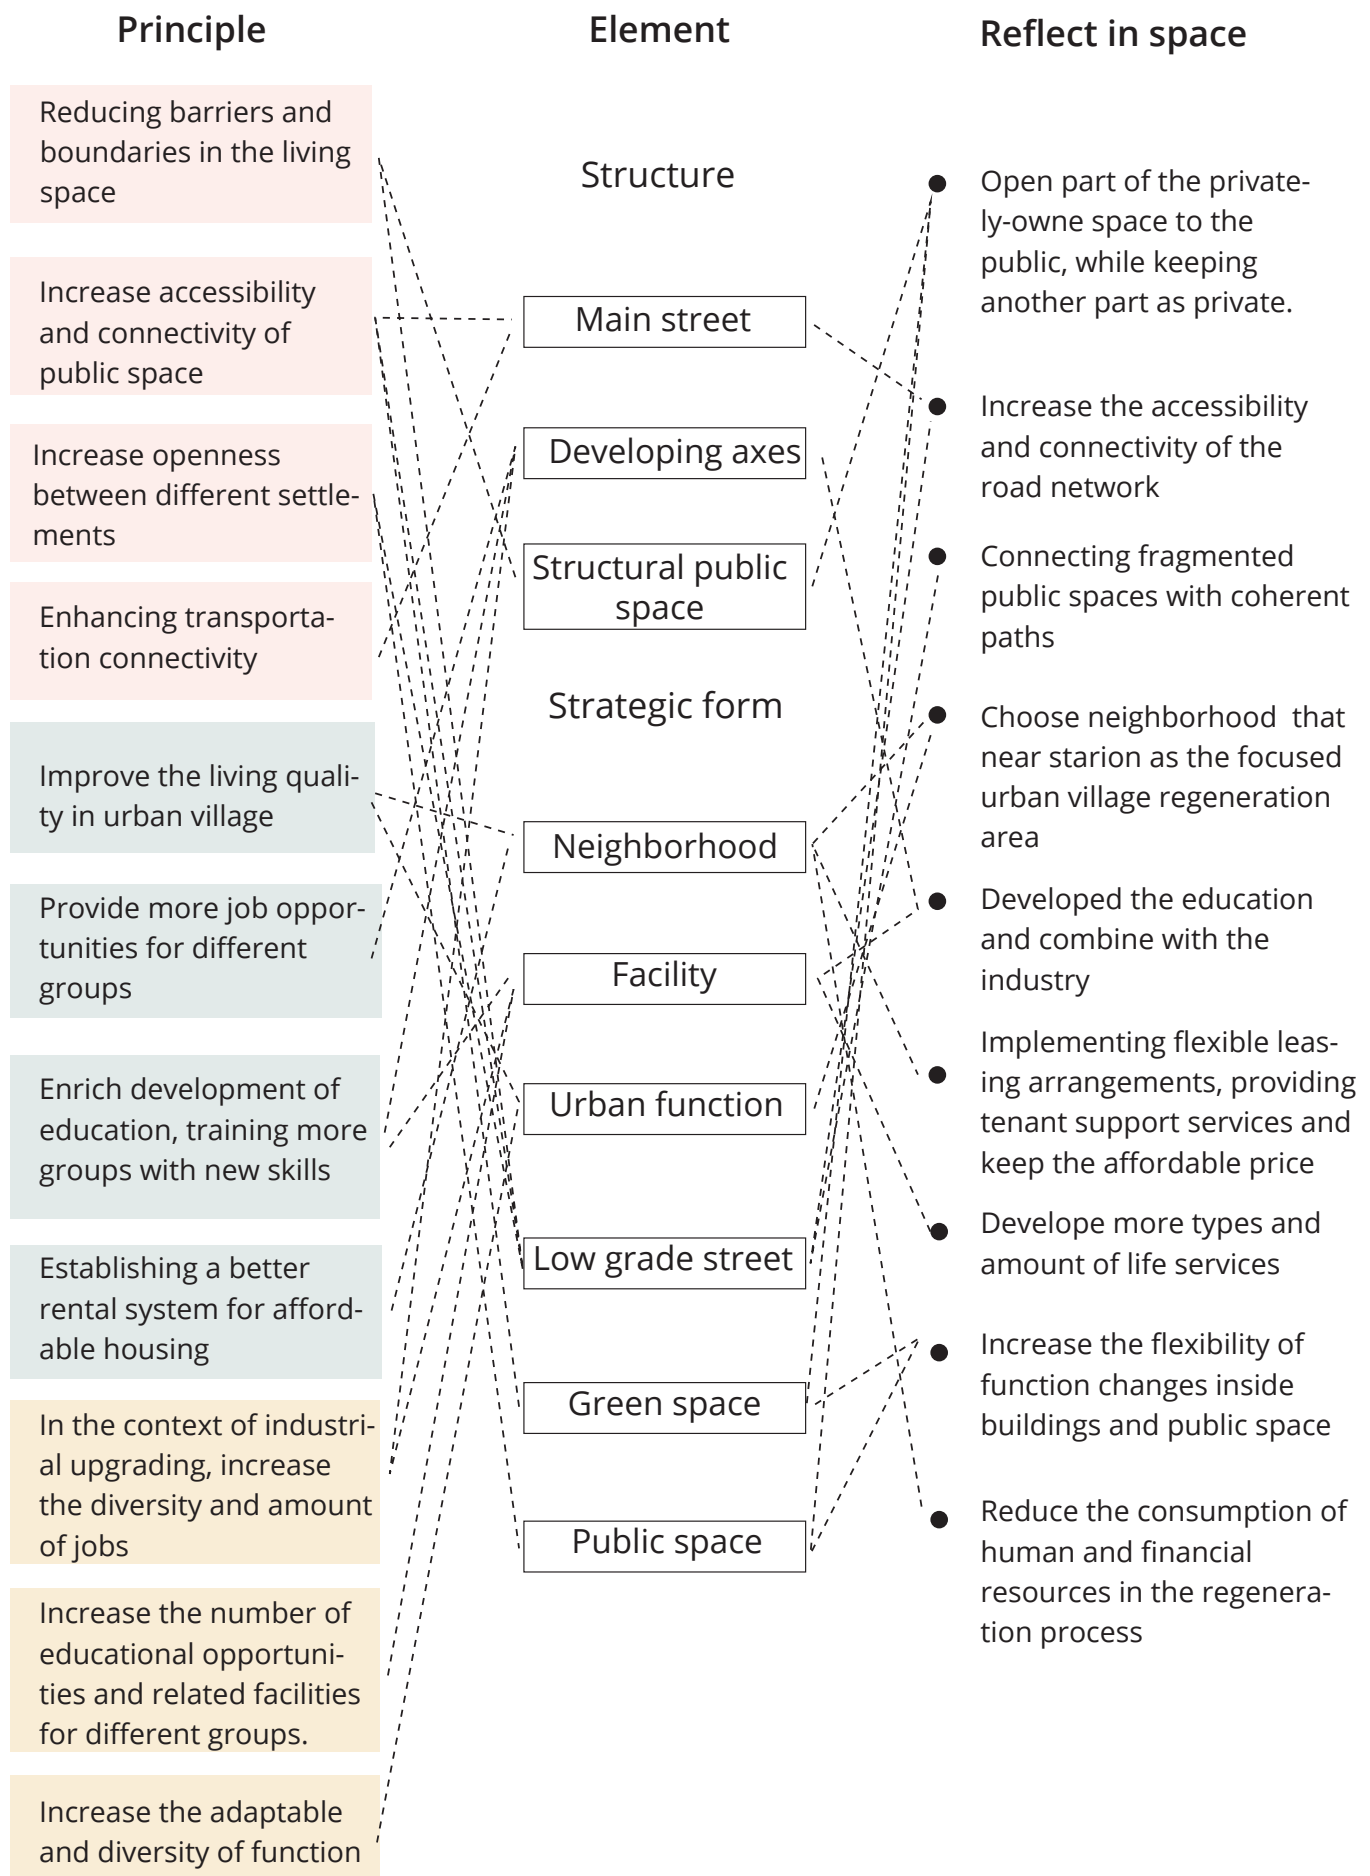 Principle
Reducing barriers and
boundaries in the living
space
Increase accessibility
and connectivity of
public space
Increase openness
between different settle-
ments
Enhancing transporta-
tion connectivity
Improve the living quali-
ty in urban village
Provide more job oppor-
tunities for different
groups
Enrich development of
education, training more
groups with new skills
Establishing a better
rental system for afford-
able housing
In the context of industri-
al upgrading, increase
the diversity and amount
of jobs
Increase the number of
educational opportuni-
ties and related facilities
for different groups.
Increase the adaptable
and diversity of function
Element
Structure
Main street
Developing axes
Structural public
space
Strategic form
Neighborhood
Facility
Urban function
Low grade street
Green space
Public space
Reflect in space
Open part of the private-
ly-owne space to the
public, while keeping
another part as private.
Increase the accessibility
and connectivity of the
road network
Connecting fragmented
public spaces with coherent
paths
Choose neighborhood that
near starion as the focused
urban village regeneration
area
Developed the education
and combine with the
industry
Implementing flexible leas-
ing arrangements, providing
tenant support services and
keep the affordable price
Develope more types and
amount of life services
Increase the flexibility of
function changes inside
buildings and public space
Reduce the consumption of
human and financial
resources in the regenera-
tion process